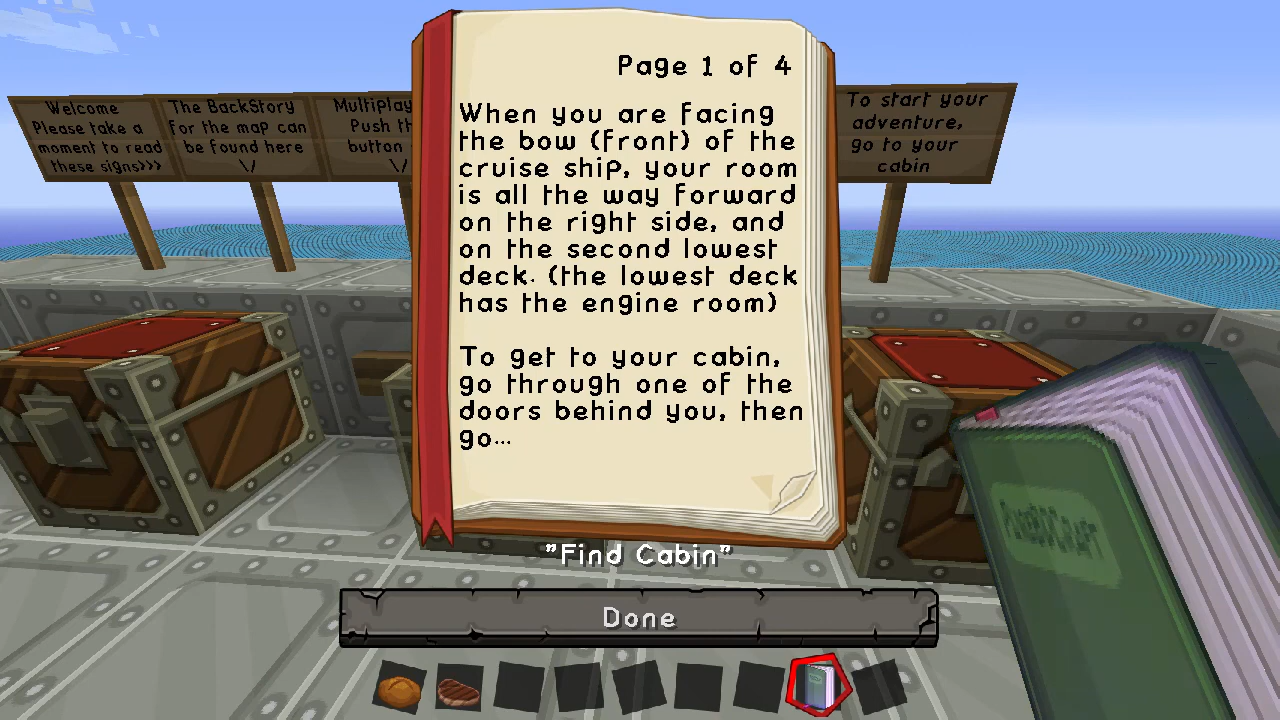 Welcome
Please take a
moment to read
these signs>>>
The BackStory
for the map can
be found here
\/
Multiplay
Push th
button
\/
To start your
adventure,
go to your
cabin
Page 1 of 4
When you are facing
the bow (front) of the
cruise ship, your room
is all the way forward
on the right side, and
on the second lowest
deck. (the lowest deck
has the engine room)
To get to your cabin,
go through one of the
doors behind you, then
go...
"Find Cabin"
Done